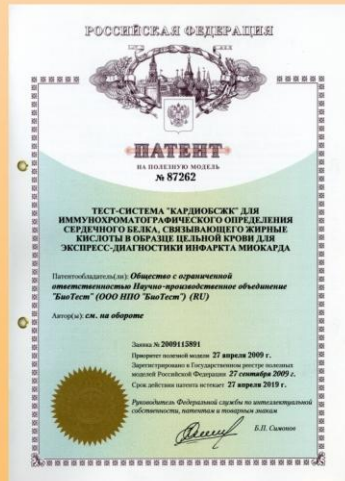 РОССИЙСКАЯ ФЕДЕРАЦИЯ
ПАТЕНТ
НА ПОЛЕЗНУЮ МОДЕЛЬ
№ 87262
ТЕСТ-СИСТЕМА "КАРДИОБСЖК" ДЛЯ
ИММУНОХРОМАТОГРАФИЧЕСКОГО ОПРЕДЕЛЕНИЯ
СЕРДЕЧНОГО БЕЛКА, СВЯЗЫВАЮЩЕГО ЖИРНЫЕ
КИСЛОТЫ В ОБРАЗЦЕ ЦЕЛЬНОЙ КРОВИ ДЛЯ
ЭКСПРЕСС-ДИАГНОСТИКИ ИНФАРКТА МИОКАРДА
Патентообладатель(ли): Общество с ограниченной
ответственностью Научно-производственное объединение
"БиоТест" (ООО НПО "БиоТест") (RU)
Автор(ы): см. на обороте
Заявка № 2009115891
Приоритет полезной модели 27 апреля 2009 г.
Зарегистрировано в Государственном реестре полезных
моделей Российской Федерации 27 сентября 2009 г.
Срок действия патента истекает 27 апреля 2019 г.
Руководитель Федеральной службы по интеллектуальной
собственности, патентам и товарным знакам
Б.П. Симонов